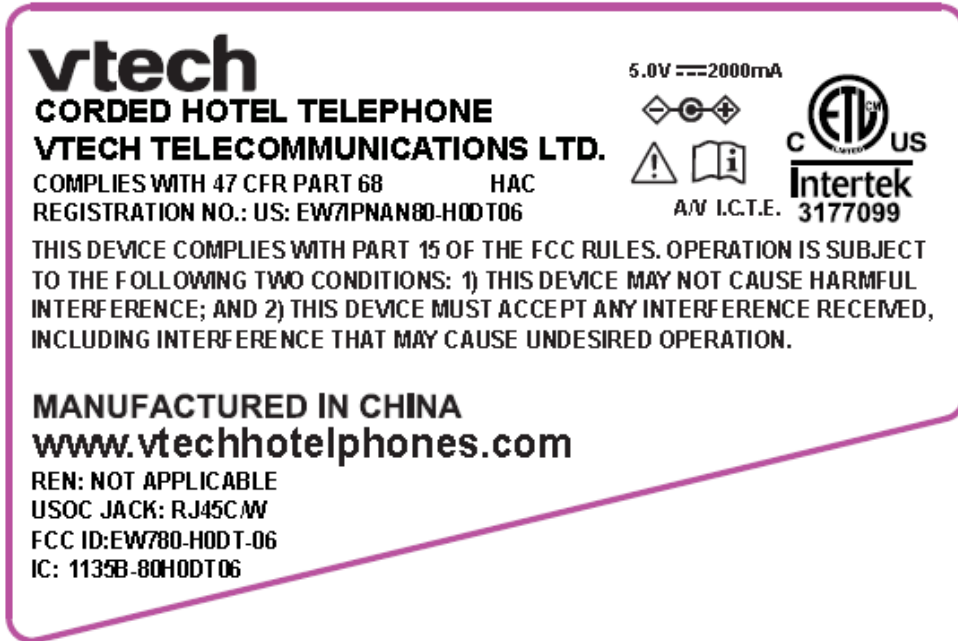 vtech
CORDED HOTEL TELEPHONE
VTECH TELECOMMUNICATIONS LTD.
COMPLIES WITH 47 CFR PART 68 HAC
REGISTRATION NO.: US: EW7IPNAN80-H0DT06
5.0V ⎓ 2000mA
A/V I.C.T.E.
ETL CM
LISTED
C US
Intertek
3177099
THIS DEVICE COMPLIES WITH PART 15 OF THE FCC RULES. OPERATION IS SUBJECT
TO THE FOLLOWING TWO CONDITIONS: 1) THIS DEVICE MAY NOT CAUSE HARMFUL
INTERFERENCE; AND 2) THIS DEVICE MUST ACCEPT ANY INTERFERENCE RECEIVED,
INCLUDING INTERFERENCE THAT MAY CAUSE UNDESIRED OPERATION.
MANUFACTURED IN CHINA
www.vtechhotelphones.com
REN: NOT APPLICABLE
USOC JACK: RJ45C/W
FCC ID:EW780-H0DT-06
IC: 1135B-80H0DT06